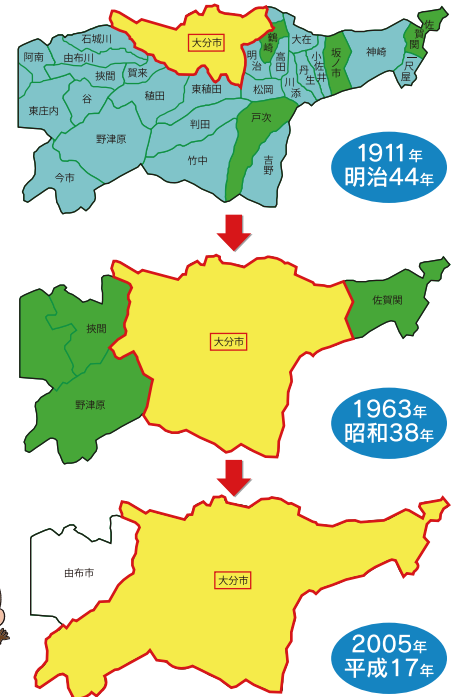 大分市
佐
賀
関
石城川
鶴
崎
大在
阿南
由布川
明
治
高
田
小
佐
井
坂
ノ
市
神崎
一
尺
屋
挾間
賀来
丹
生
谷
稙田
東稙田
松岡
川
添
東庄内
判田
戸次
野津原
竹中
吉
野
今市
1911年
明治44年
佐賀関
挾間
大分市
野津原
1963年
昭和38年
由布市
大分市
2005年
平成17年